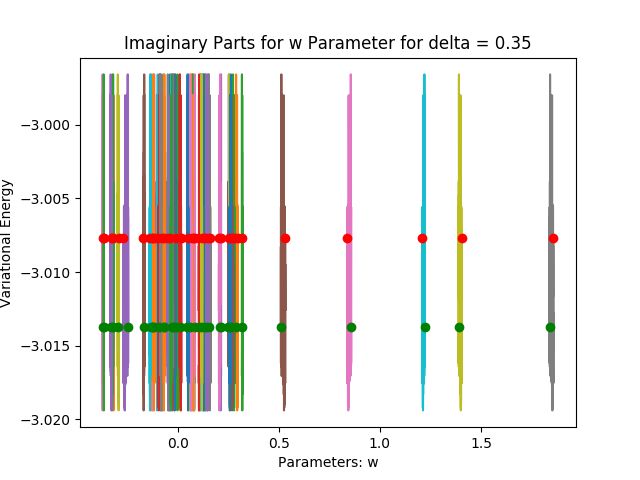 Imaginary Parts for w Parameter for delta = 0.35
Variational Energy
−3.000
−3.005
−3.010
−3.015
−3.020
0.0 0.5 1.0 1.5
Parameters: w